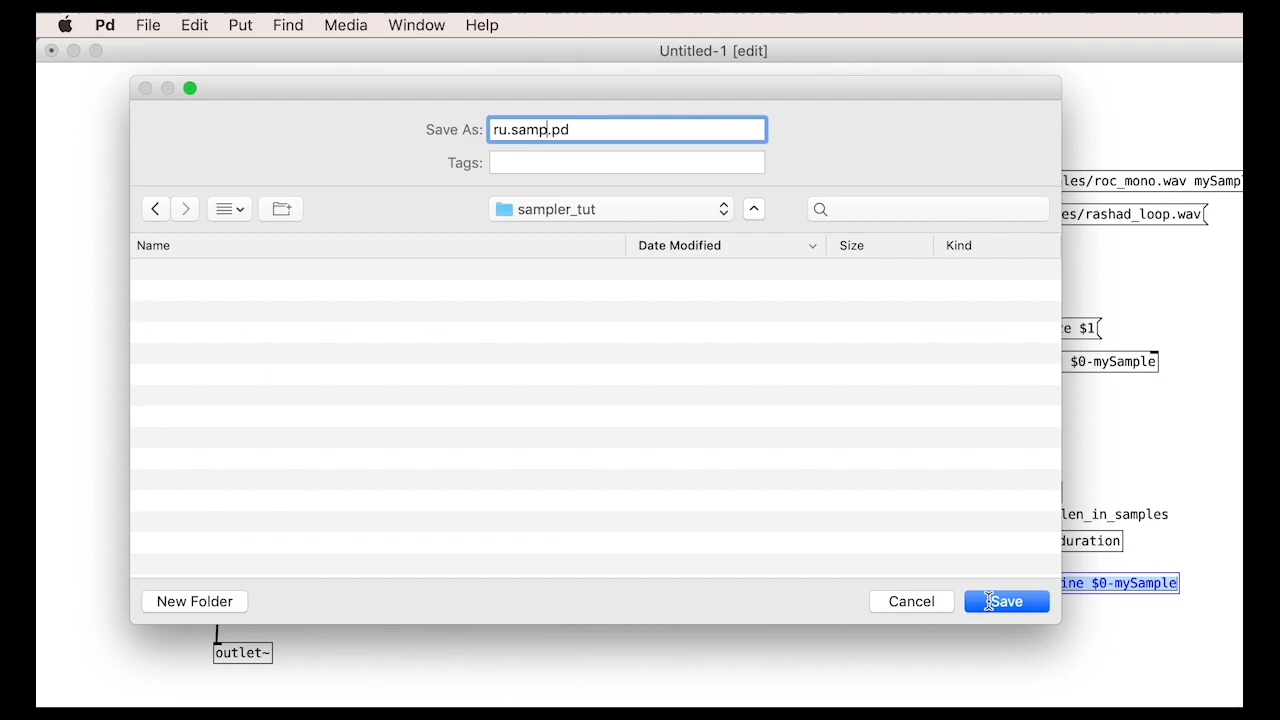 Pd File Edit Put Find Media Window Help
Untitled-1 [edit]
Save As: ru.samp.pd
Tags:
les/roc_mono.wav mySampl
sampler_tut
es/rashad_loop.wav
Name Date Modified Size Kind
e $1
$0-mySample
len_in_samples
duration
ine $0-mySample
New Folder Cancel Save
outlet~